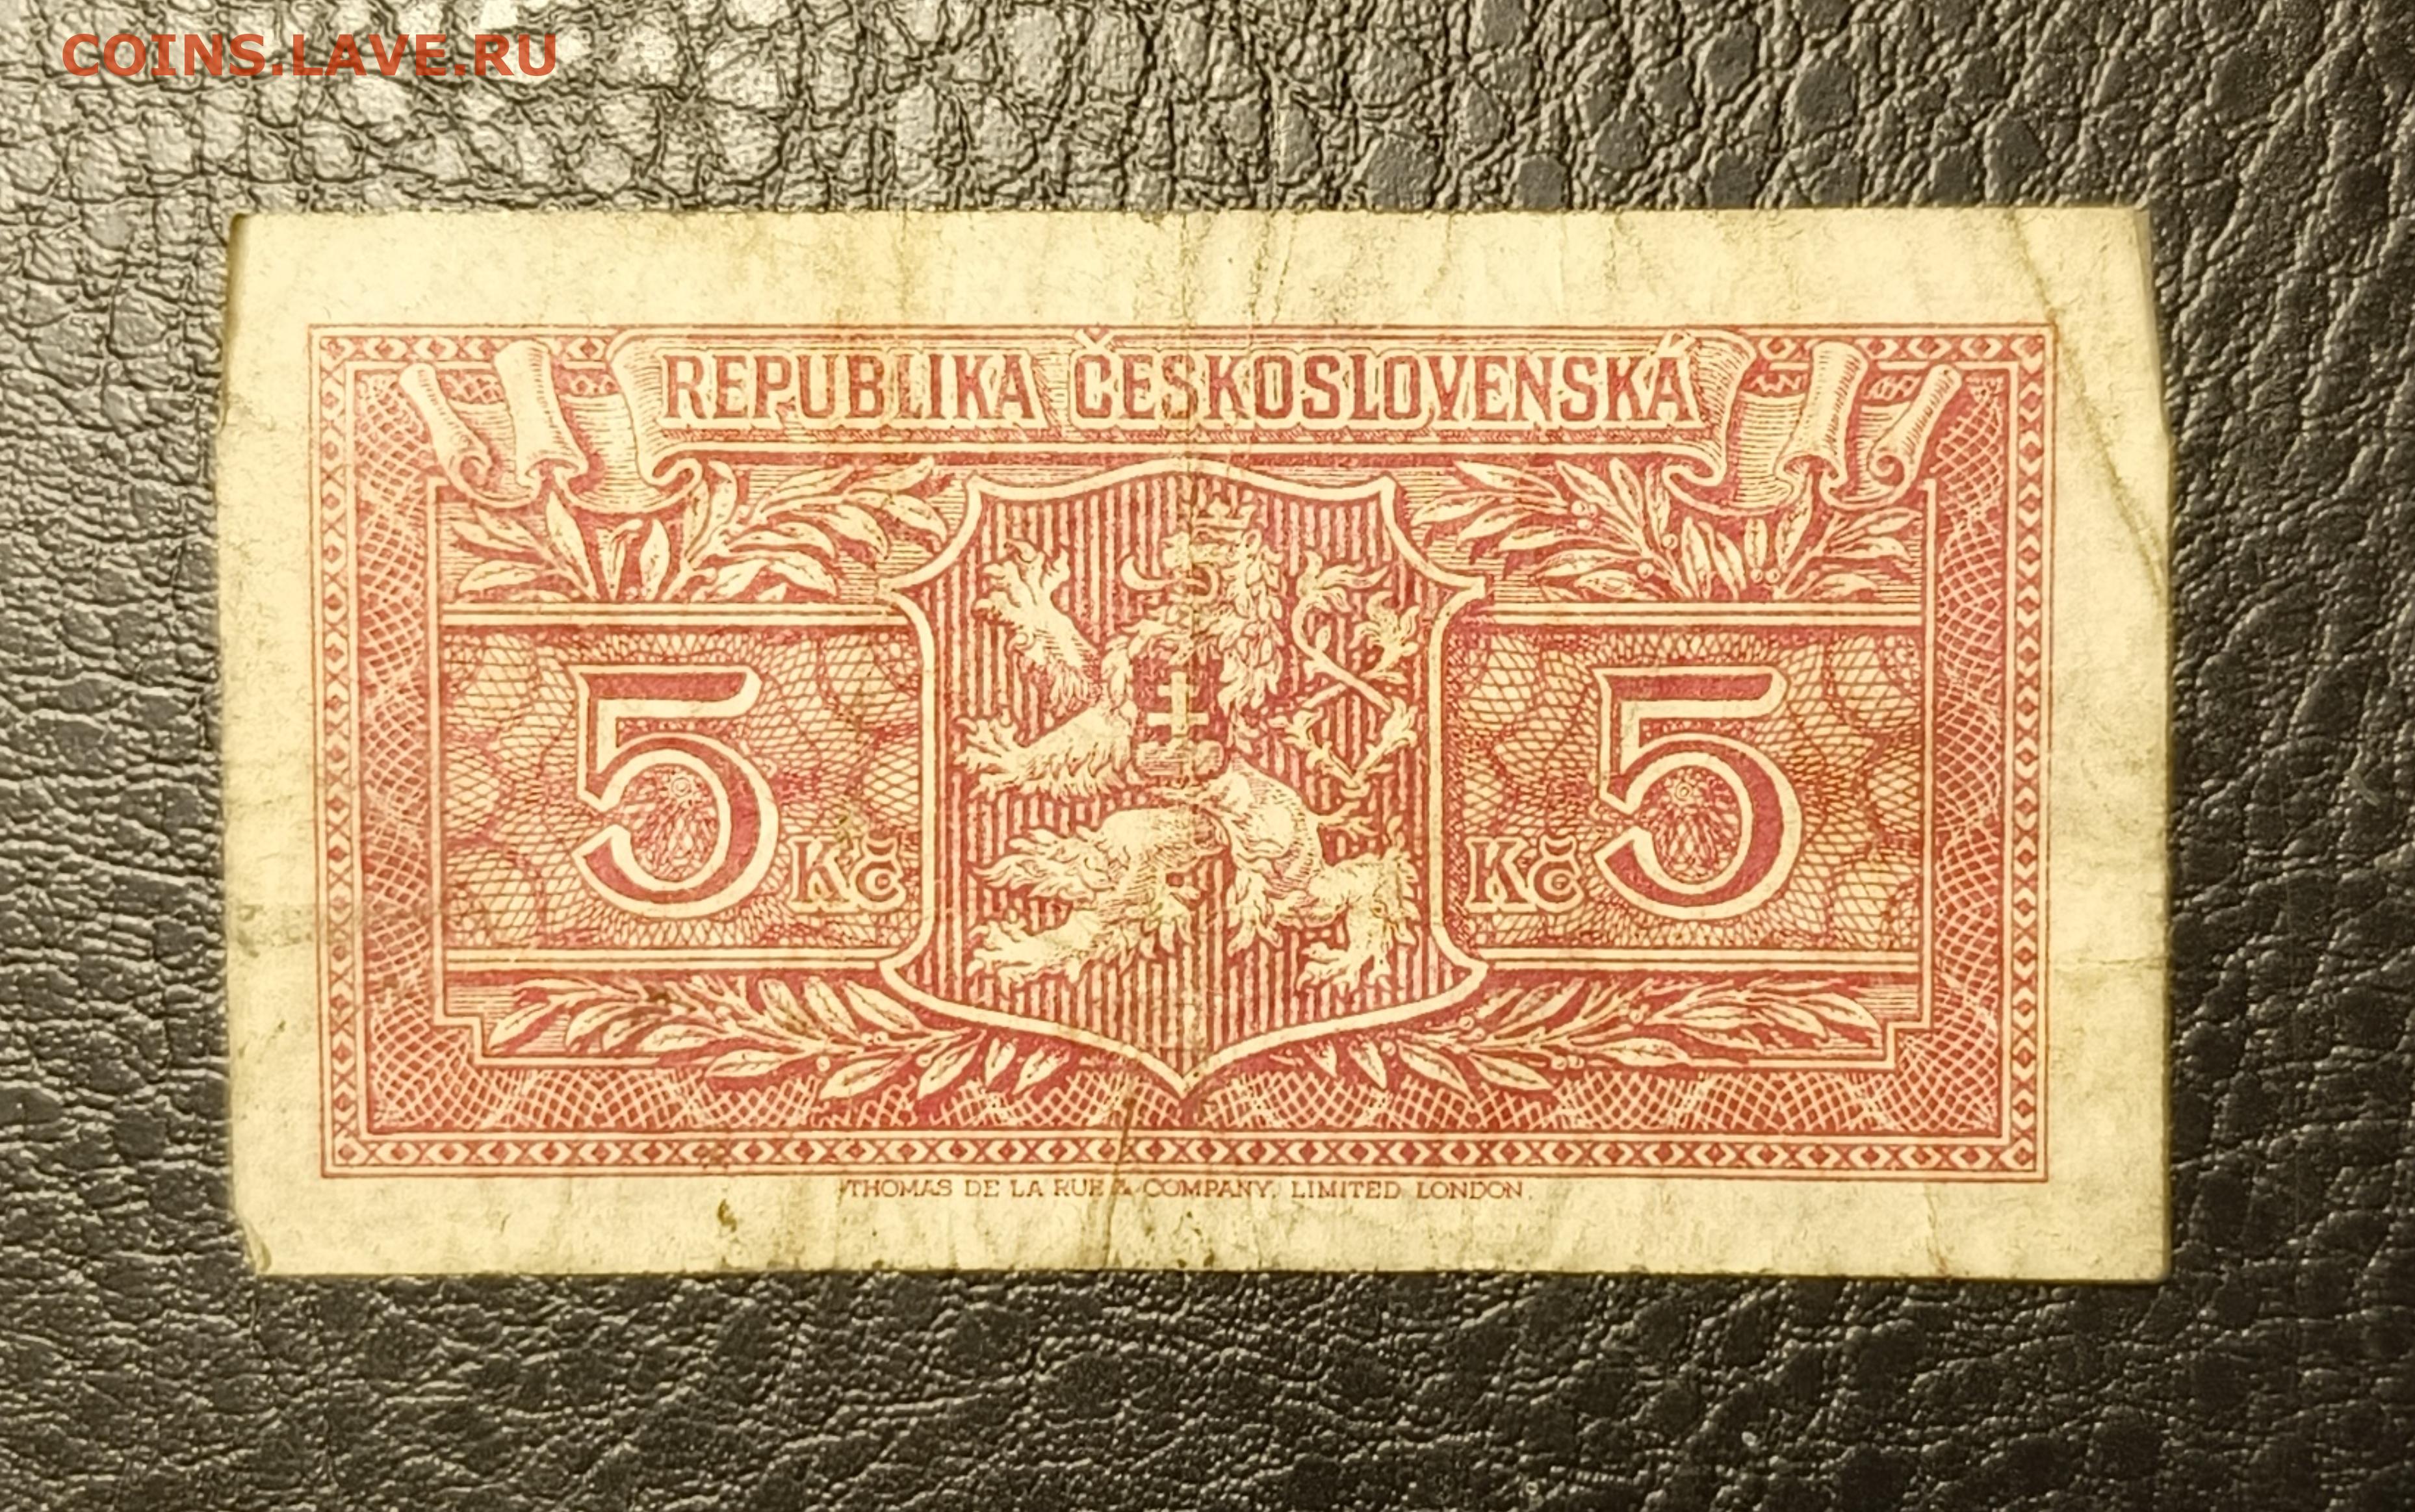 COINS.LAVE.RU
REPUBLIKA ČESKOSLOVENSKÁ
5 Kč
Kč 5
THOMAS DE LA RUE & COMPANY, LIMITED, LONDON.